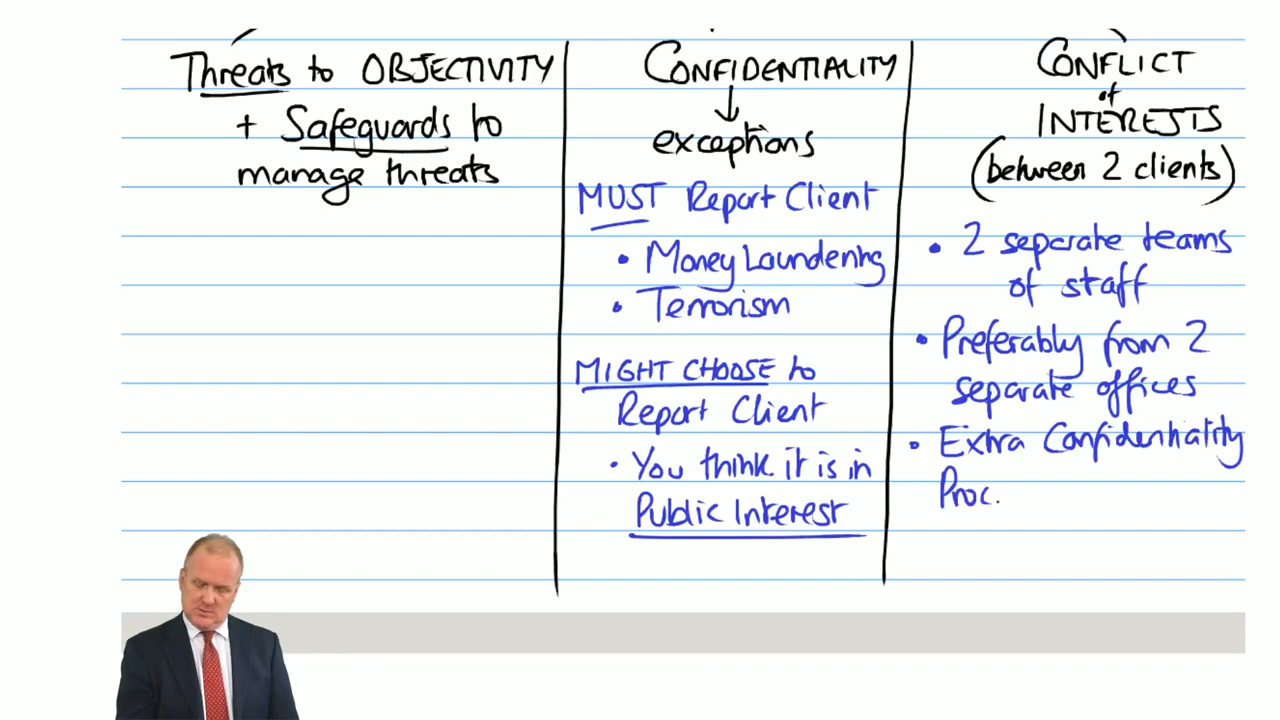 Threats to OBJECTIVITY
+ Safeguards to
manage threats
CONFIDENTIALITY
exceptions
MUST Report Client
• Money Laundering
• Terrorism
MIGHT CHOOSE to
Report Client
• You think it is in
Public Interest
CONFLICT
of
INTERESTS
(between 2 clients)
• 2 separate teams
of staff
• Preferably from 2
separate offices
• Extra Confidentiality
Proc.